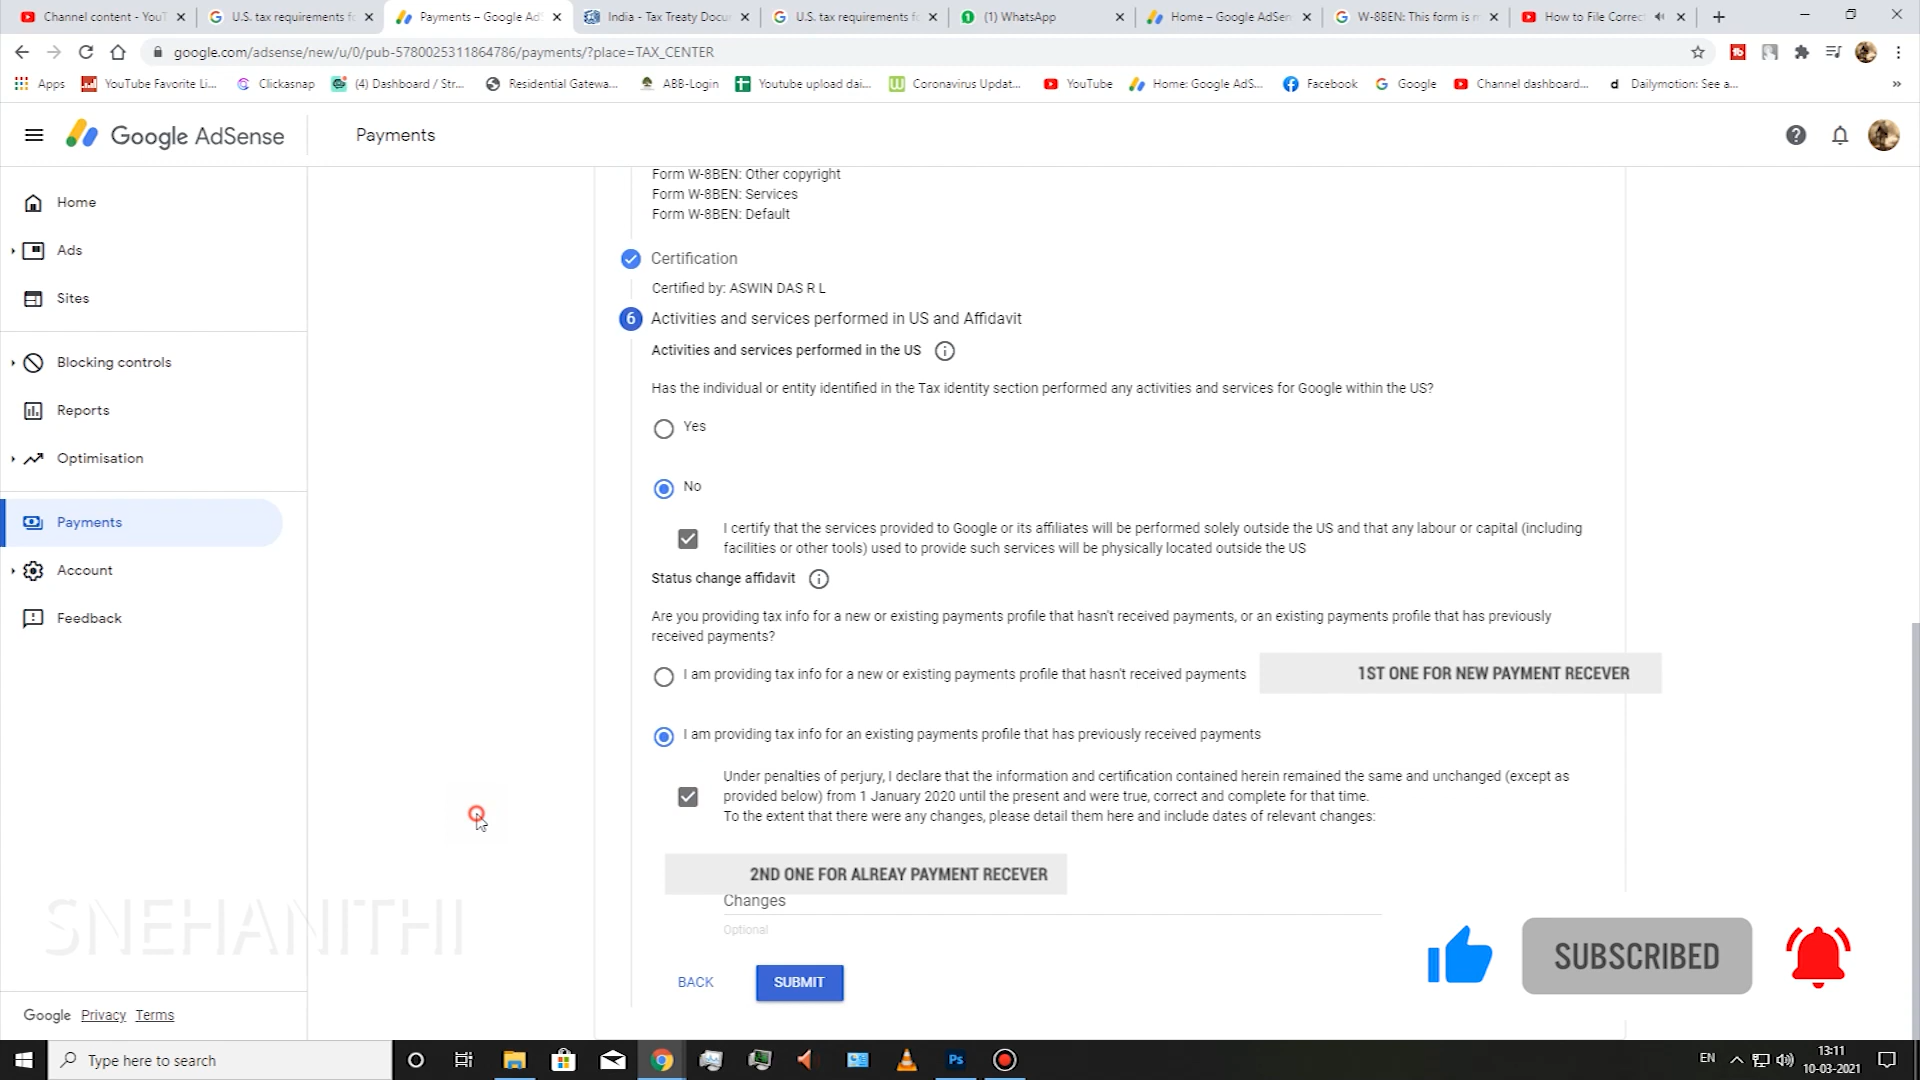 Channel content - YouT
U.S. tax requirements fo
Payments – Google Ad
India - Tax Treaty Docu
U.S. tax requirements fo
(1) WhatsApp
Home – Google AdSen
W-8BEN: This form is m
How to File Correc
google.com/adsense/new/u/0/pub-5780025311864786/payments/?place=TAX_CENTER
Apps
YouTube Favorite Li...
Clickasnap
(4) Dashboard / Str...
Residential Gatewa...
ABB-Login
Youtube upload dai...
Coronavirus Updat...
YouTube
Home: Google AdS...
Facebook
Google
Channel dashboard...
Dailymotion: See a...
Google AdSense
Payments
Home
Ads
Sites
Blocking controls
Reports
Optimisation
Payments
Account
Feedback
Form W-8BEN: Other copyright
Form W-8BEN: Services
Form W-8BEN: Default
Certification
Certified by: ASWIN DAS R L
6 Activities and services performed in US and Affidavit
Activities and services performed in the US
Has the individual or entity identified in the Tax identity section performed any activities and services for Google within the US?
Yes
No
I certify that the services provided to Google or its affiliates will be performed solely outside the US and that any labour or capital (including
facilities or other tools) used to provide such services will be physically located outside the US
Status change affidavit
Are you providing tax info for a new or existing payments profile that hasn't received payments, or an existing payments profile that has previously
received payments?
I am providing tax info for a new or existing payments profile that hasn't received payments
1ST ONE FOR NEW PAYMENT RECEVER
I am providing tax info for an existing payments profile that has previously received payments
Under penalties of perjury, I declare that the information and certification contained herein remained the same and unchanged (except as
provided below) from 1 January 2020 until the present and were true, correct and complete for that time.
To the extent that there were any changes, please detail them here and include dates of relevant changes:
2ND ONE FOR ALREAY PAYMENT RECEVER
Changes
Optional
BACK
SUBMIT
SNEHANITHI
SUBSCRIBED
Google Privacy Terms
Type here to search
Ps
EN
13:11
10-03-2021